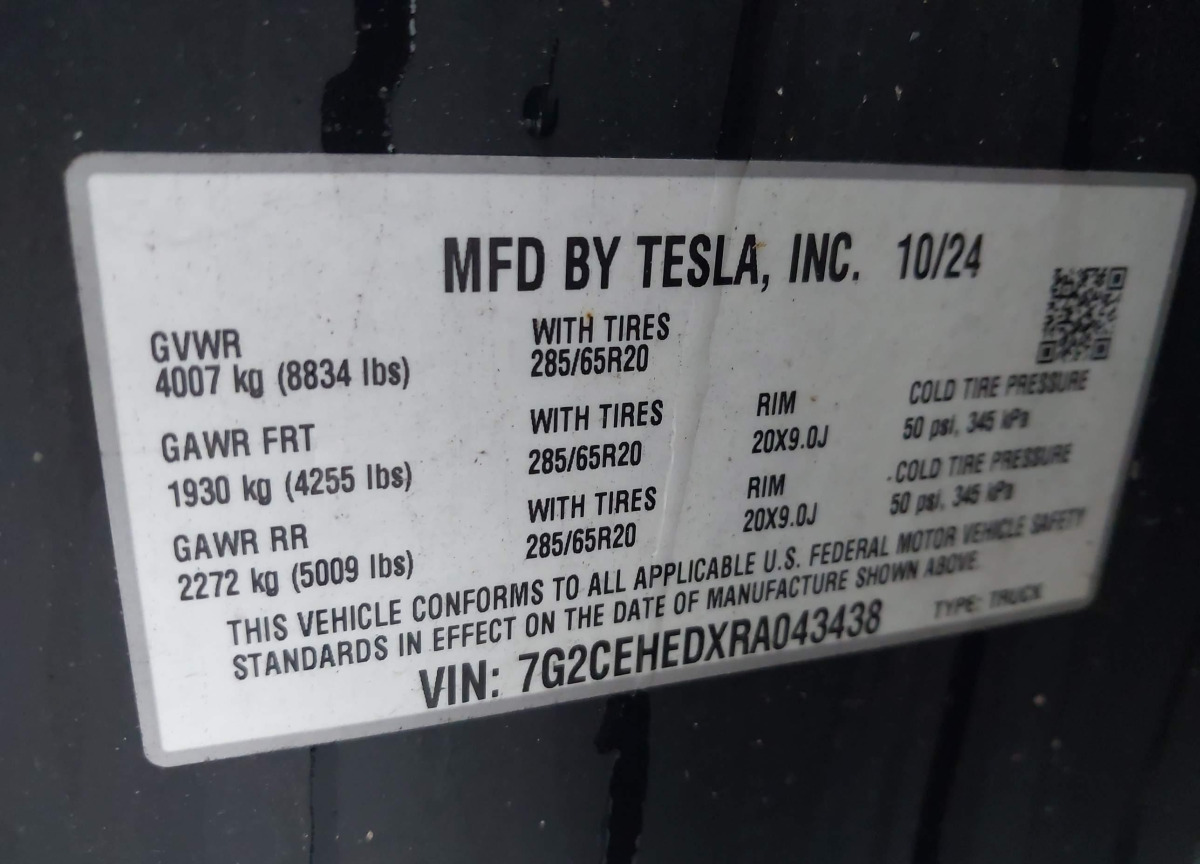 MFD BY TESLA, INC. 10/24
GVWR WITH TIRES
4007 kg (8834 lbs) 285/65R20
GAWR FRT WITH TIRES RIM COLD TIRE PRESSURE
1930 kg (4255 lbs) 285/65R20 20X9.0J 50 psi, 345 kPa
GAWR RR WITH TIRES RIM COLD TIRE PRESSURE
2272 kg (5009 lbs) 285/65R20 20X9.0J 50 psi, 345 kPa
THIS VEHICLE CONFORMS TO ALL APPLICABLE U.S. FEDERAL MOTOR VEHICLE SAFETY
STANDARDS IN EFFECT ON THE DATE OF MANUFACTURE SHOWN ABOVE.
VIN: 7G2CEHEDXRA043438 TYPE: TRUCK